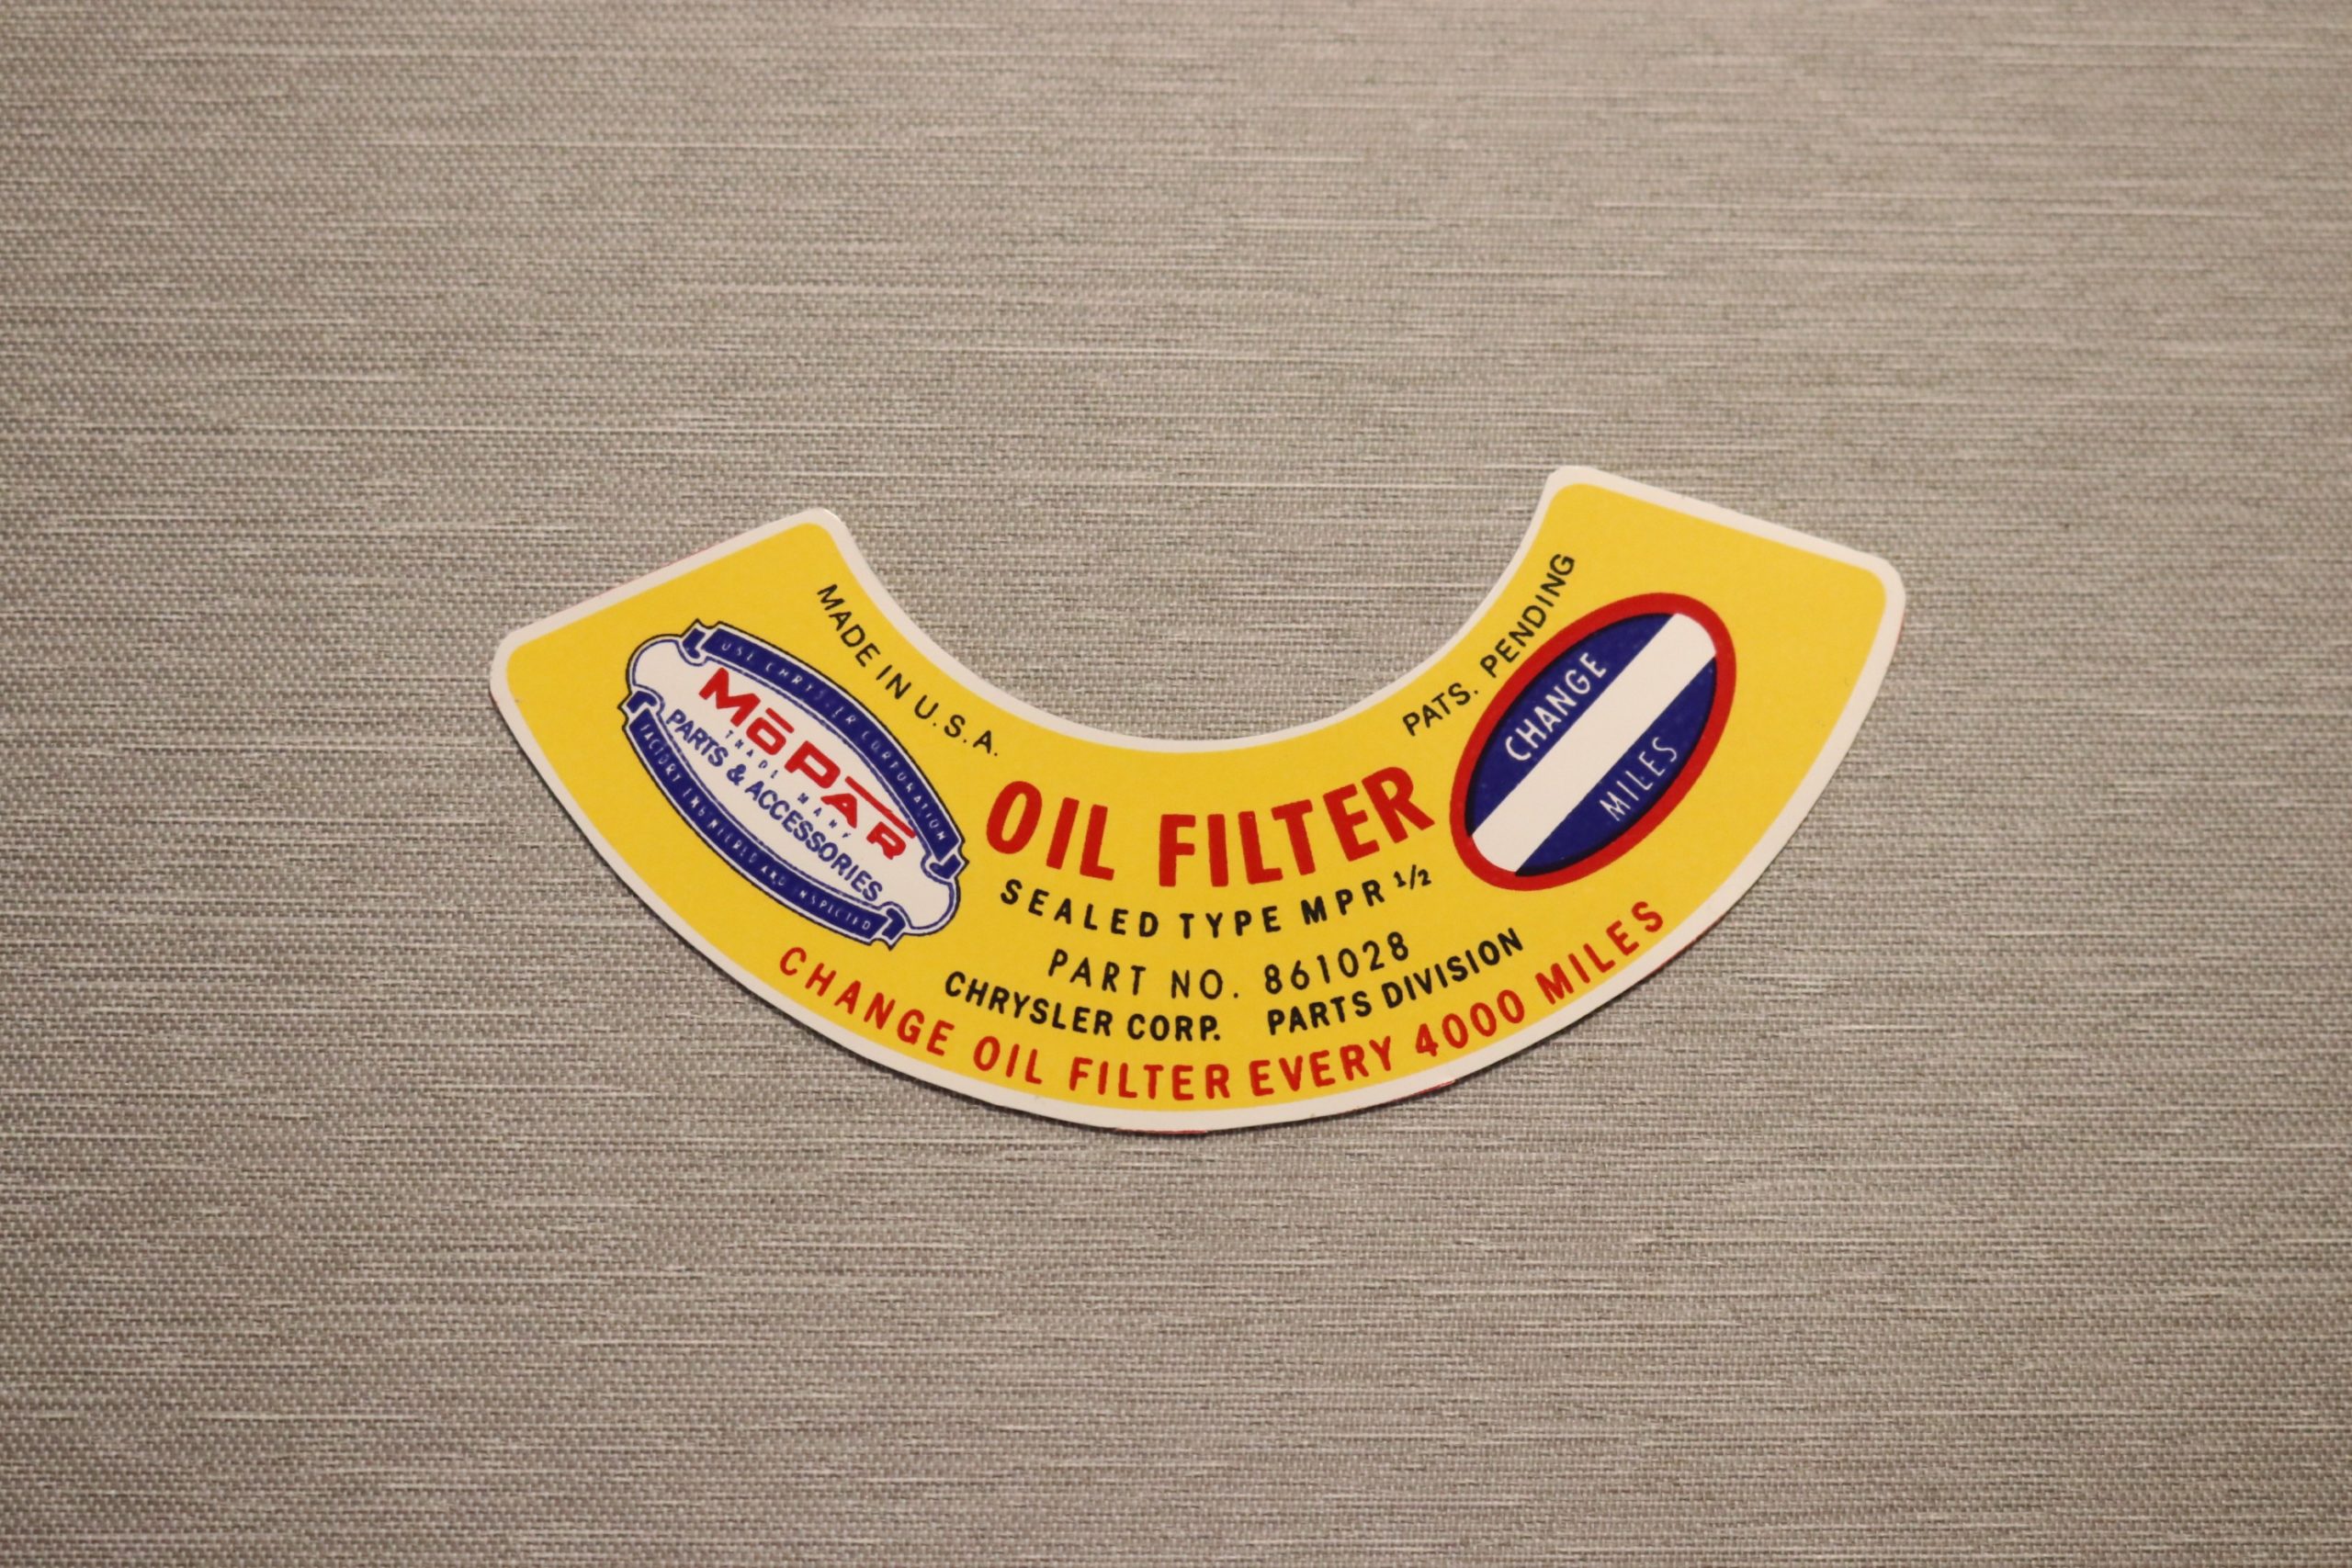 USE CHRYSLER CORPORATION
MōPAR
TRADE MARK
PARTS & ACCESSORIES
FACTORY ENGINEERED AND INSPECTED
MADE IN U.S.A.
PATS. PENDING
CHANGE
MILES
OIL FILTER
SEALED TYPE MPR 1/2
PART NO. 861028
CHRYSLER CORP. PARTS DIVISION
CHANGE OIL FILTER EVERY 4000 MILES